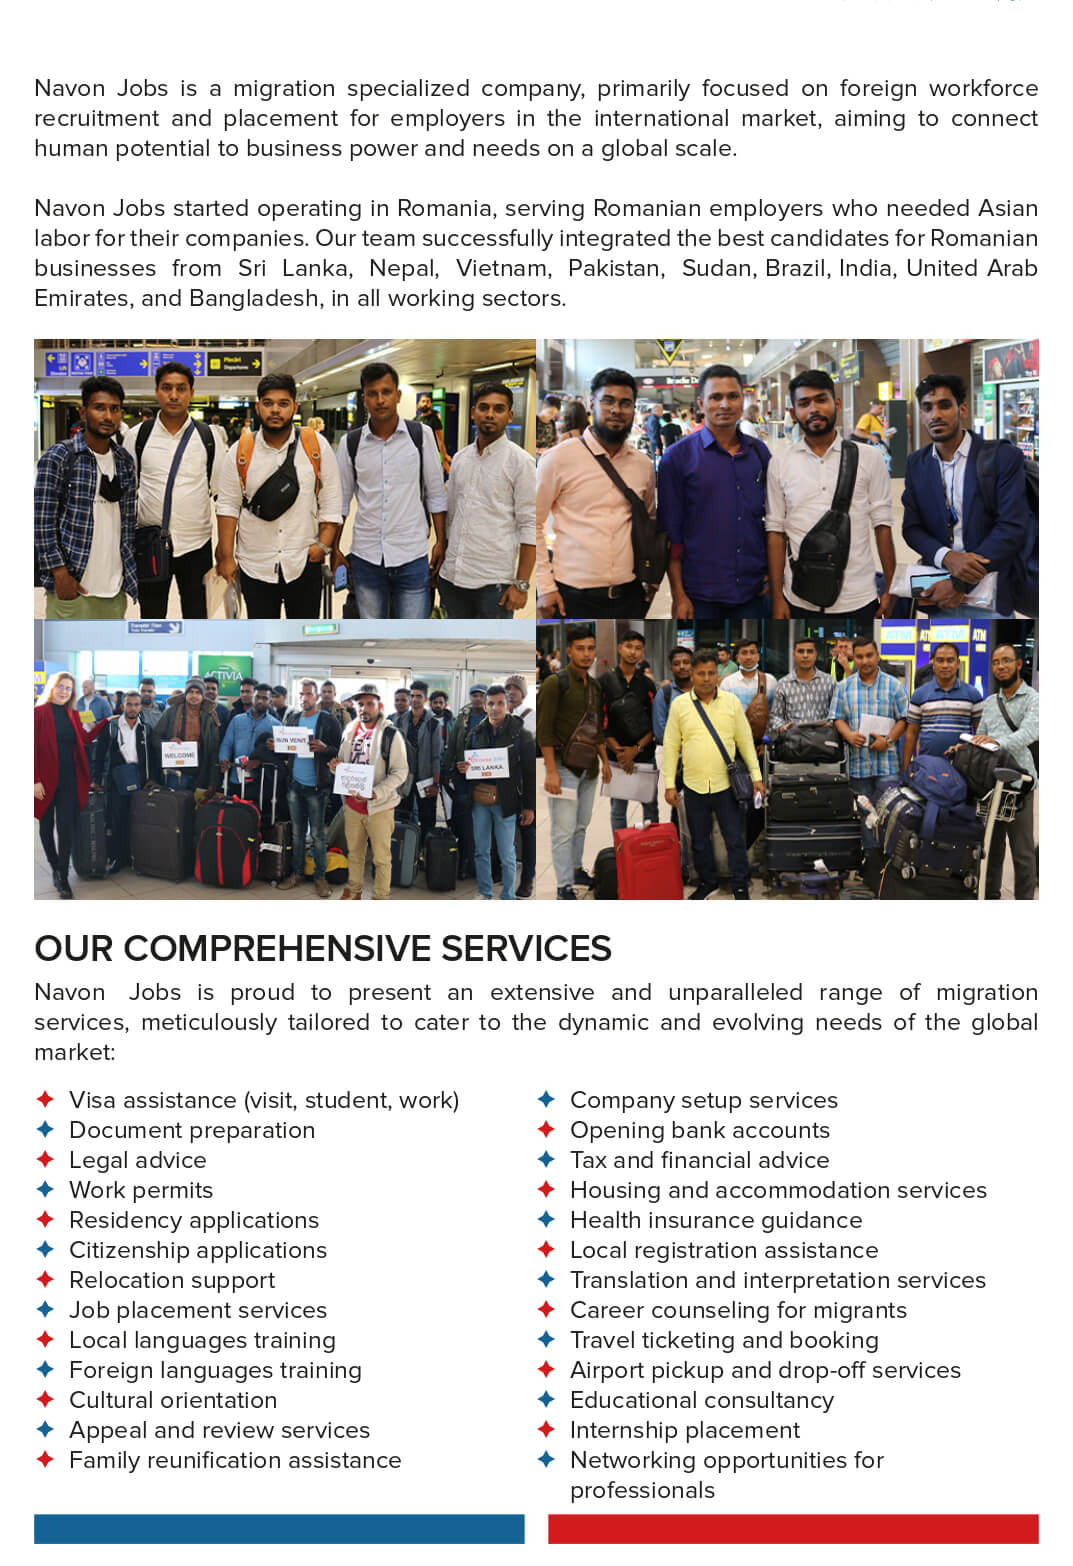 Navon Jobs is a migration specialized company, primarily focused on foreign workforce
recruitment and placement for employers in the international market, aiming to connect
human potential to business power and needs on a global scale.
Navon Jobs started operating in Romania, serving Romanian employers who needed Asian
labor for their companies. Our team successfully integrated the best candidates for Romanian
businesses from Sri Lanka, Nepal, Vietnam, Pakistan, Sudan, Brazil, India, United Arab
Emirates, and Bangladesh, in all working sectors.
Plecări
Departures
ACTIVIA
WELCOME
BUN VENIT
SRI LANKA
ATM
ATM
ATM
OUR COMPREHENSIVE SERVICES
Navon Jobs is proud to present an extensive and unparalleled range of migration
services, meticulously tailored to cater to the dynamic and evolving needs of the global
market:
Visa assistance (visit, student, work)
Document preparation
Legal advice
Work permits
Residency applications
Citizenship applications
Relocation support
Job placement services
Local languages training
Foreign languages training
Cultural orientation
Appeal and review services
Family reunification assistance
Company setup services
Opening bank accounts
Tax and financial advice
Housing and accommodation services
Health insurance guidance
Local registration assistance
Translation and interpretation services
Career counseling for migrants
Travel ticketing and booking
Airport pickup and drop-off services
Educational consultancy
Internship placement
Networking opportunities for
professionals